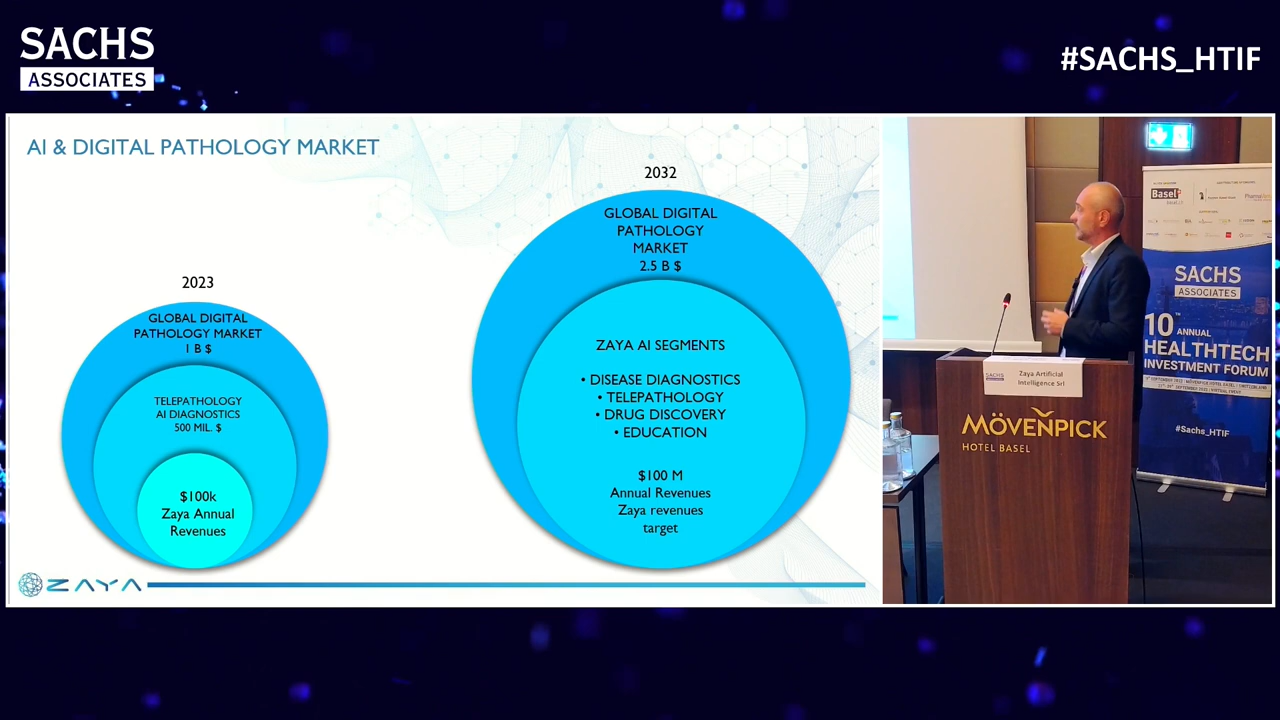 SACHS
ASSOCIATES
#SACHS_HTIF
AI & DIGITAL PATHOLOGY MARKET
2023
GLOBAL DIGITAL
PATHOLOGY MARKET
1 B $
TELEPATHOLOGY
AI DIAGNOSTICS
500 MIL. $
$100k
Zaya Annual
Revenues
2032
GLOBAL DIGITAL
PATHOLOGY
MARKET
2.5 B $
ZAYA AI SEGMENTS
• DISEASE DIAGNOSTICS
• TELEPATHOLOGY
• DRUG DISCOVERY
• EDUCATION
$100 M
Annual Revenues
Zaya revenues
target
ZAYA
Basel
SACHS
ASSOCIATES
10TH ANNUAL
HEALTHTECH
INVESTMENT FORUM
#Sachs_HTIF
SACHS
Zaya Artificial
Intelligence Srl
MÖVENPICK
HOTEL BASEL